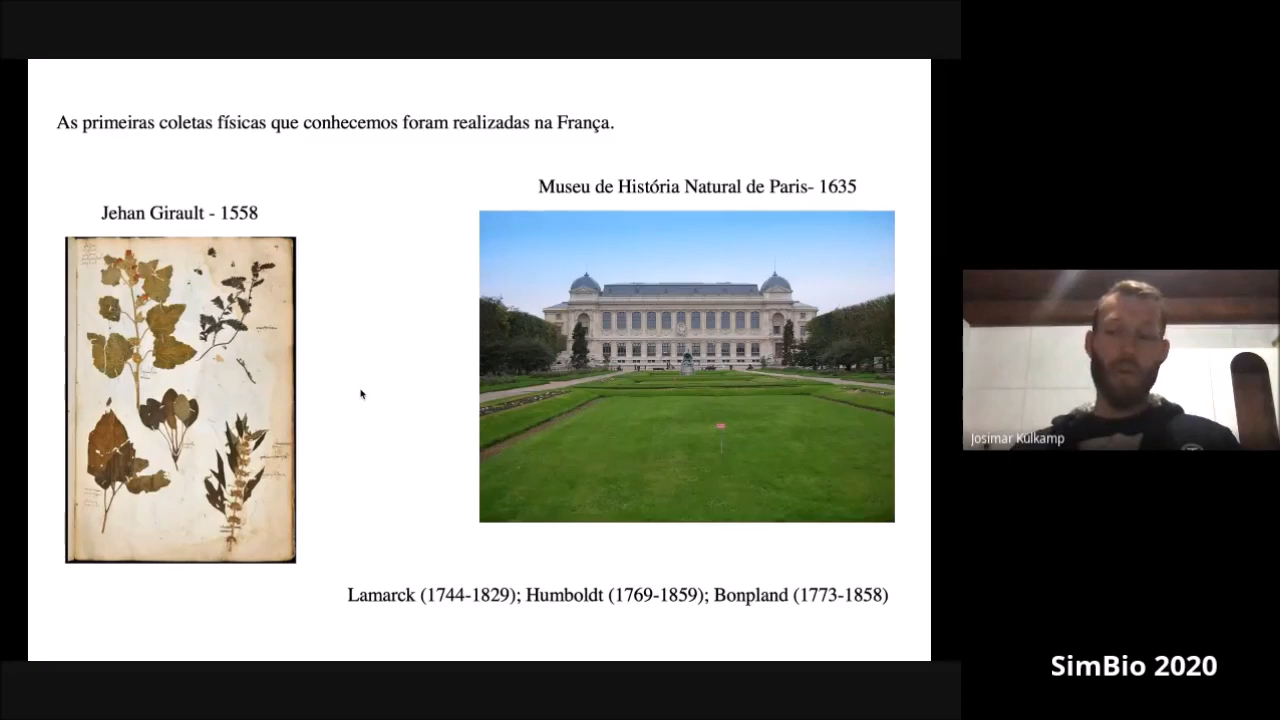 As primeiras coletas físicas que conhecemos foram realizadas na França.
Museu de História Natural de Paris- 1635
Jehan Girault - 1558
Lamarck (1744-1829); Humboldt (1769-1859); Bonpland (1773-1858)
Josimar Külkamp
SimBio 2020